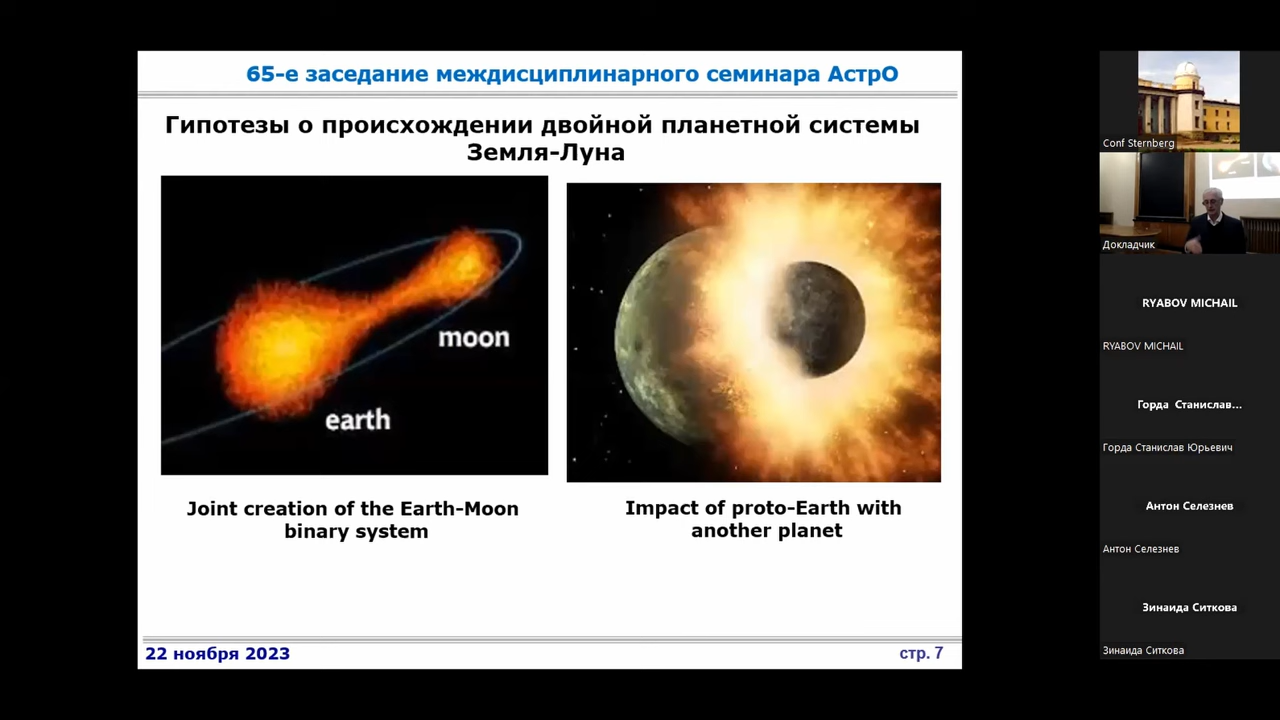 65-е заседание междисциплинарного семинара АстрО
Гипотезы о происхождении двойной планетной системы
Земля-Луна
moon
earth
Joint creation of the Earth-Moon
binary system
Impact of proto-Earth with
another planet
22 ноября 2023
стр. 7
Conf Sternberg
Докладчик
RYABOV MICHAIL
RYABOV MICHAIL
Горда Станислав...
Горда Станислав Юрьевич
Антон Селезнев
Антон Селезнев
Зинаида Ситкова
Зинаида Ситкова